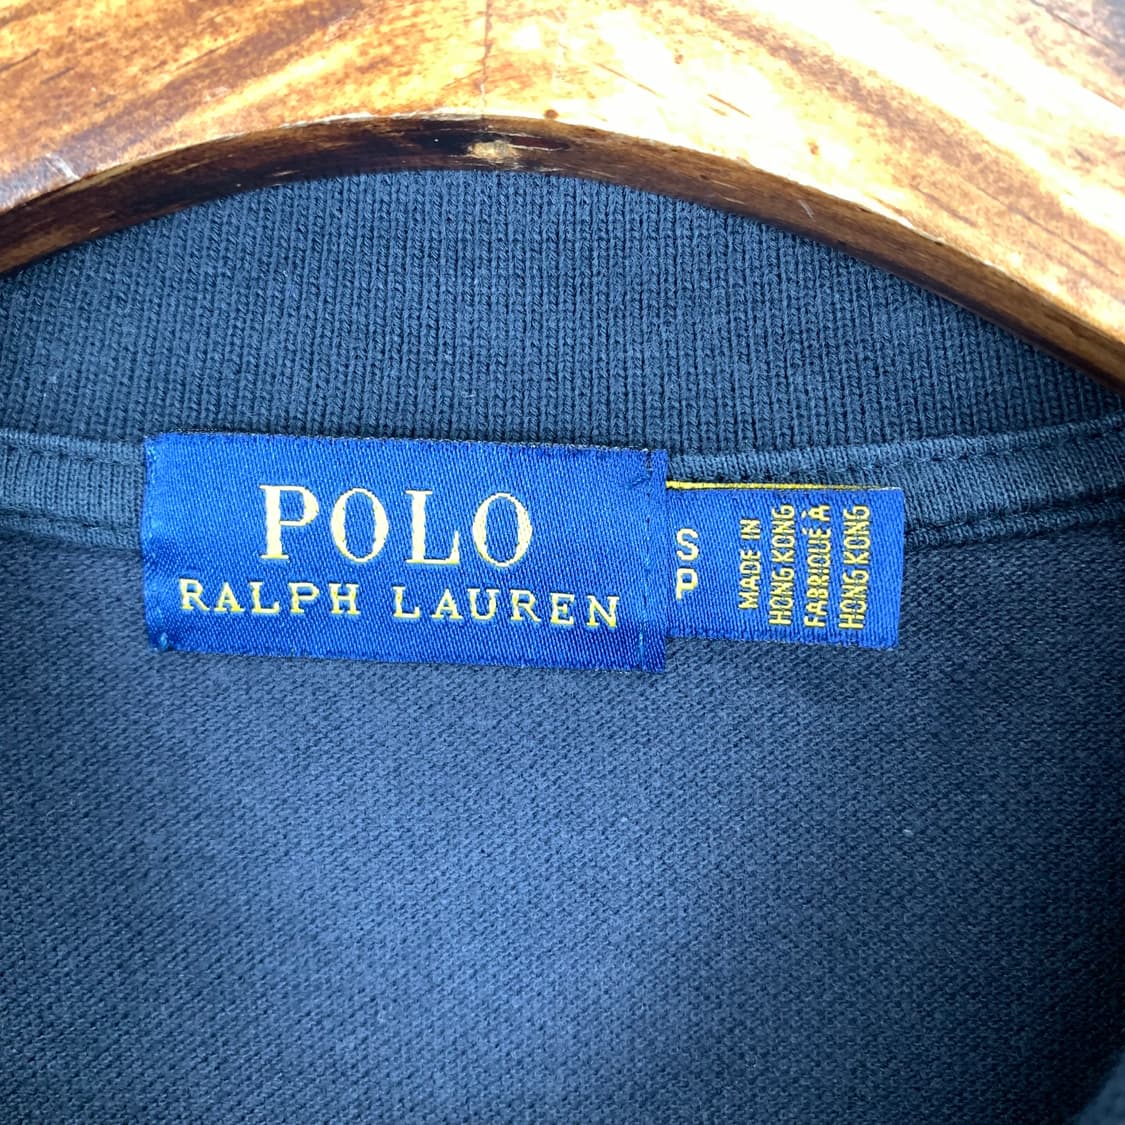 POLO
RALPH LAUREN
S
P
MADE IN
HONG KONG
FABRIQUÉ À
HONG KONG